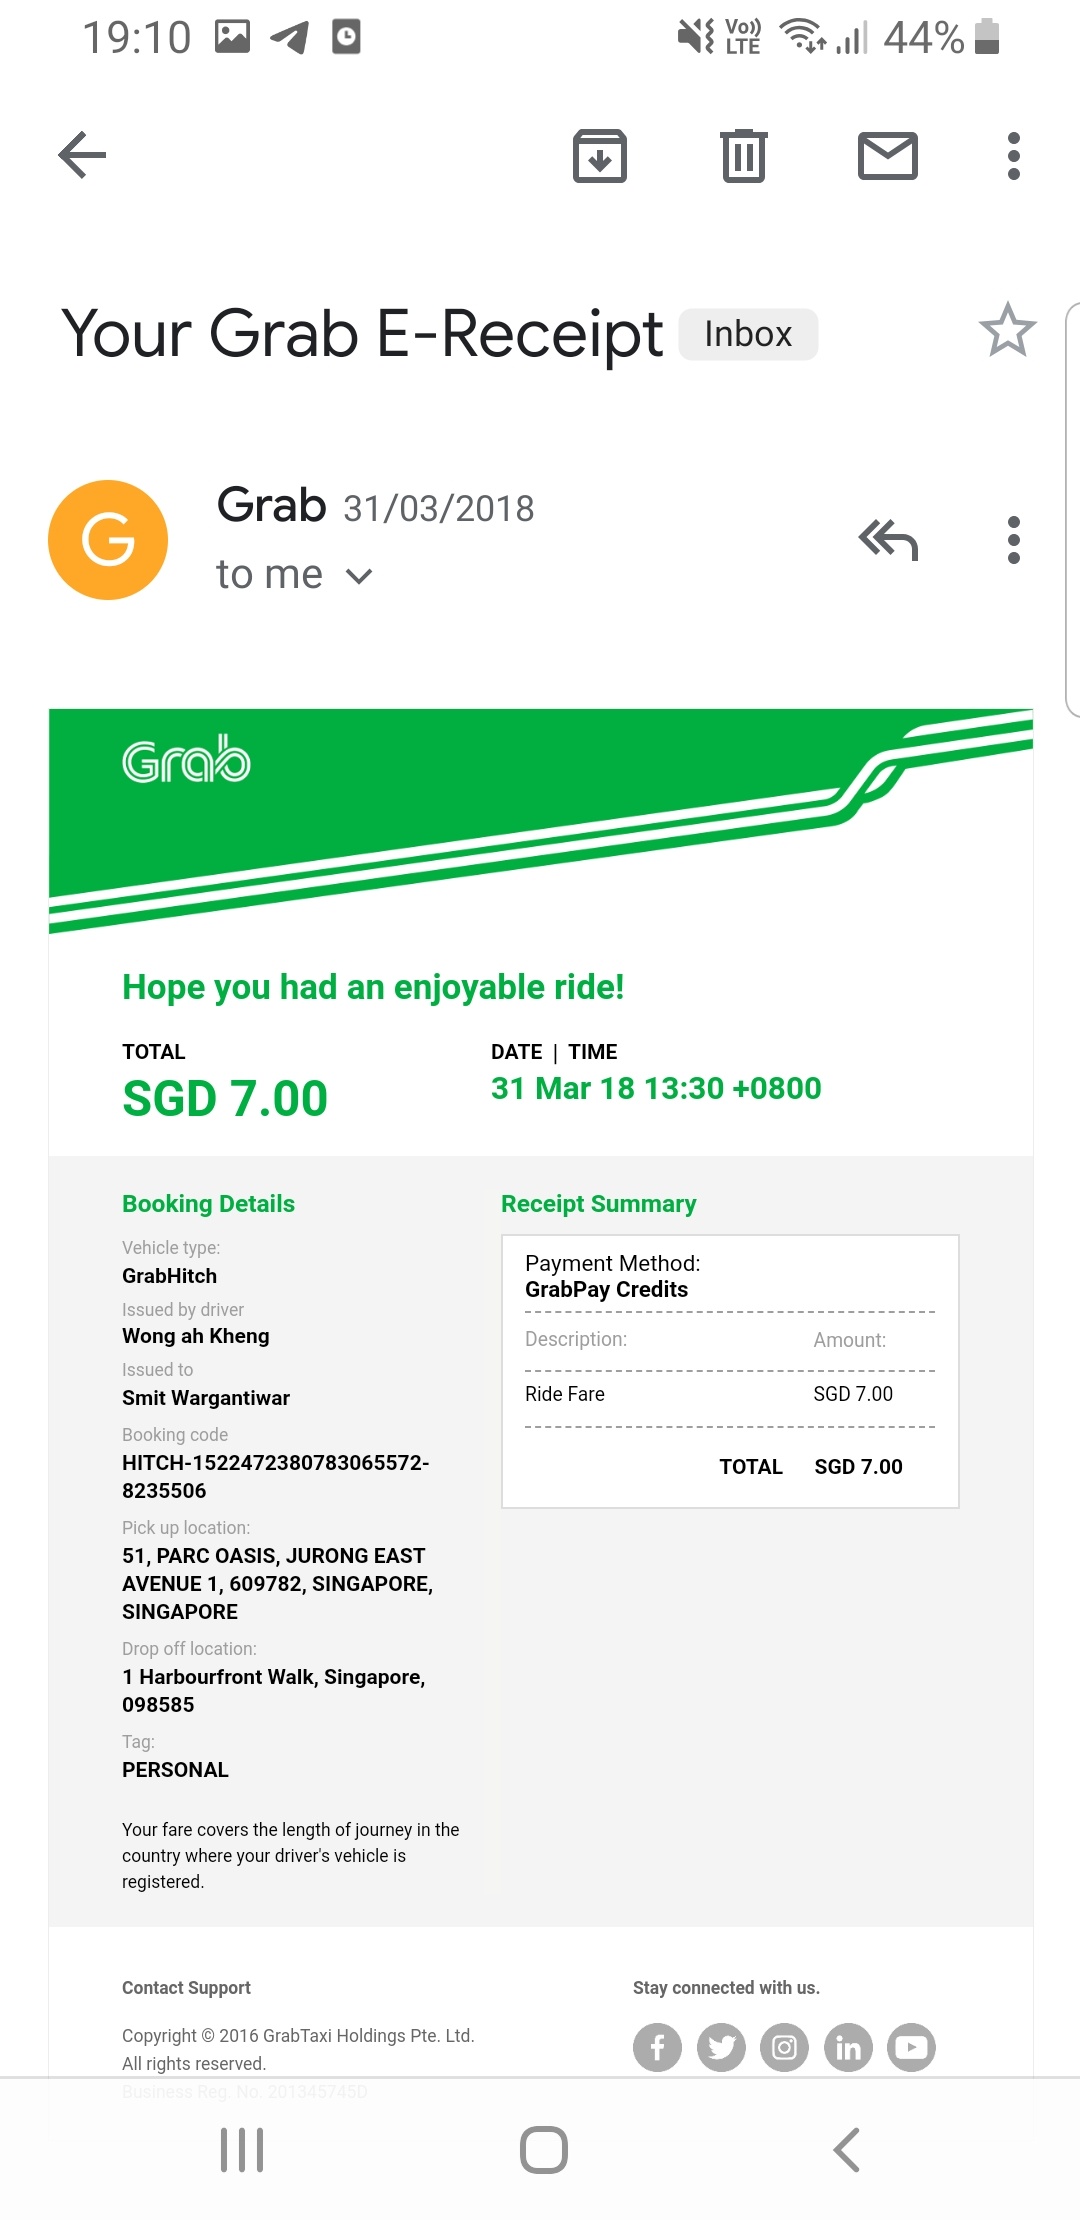 19:10
Vo)) LTE
44%
Your Grab E-Receipt
Inbox
G
Grab 31/03/2018
to me
Grab
Hope you had an enjoyable ride!
TOTAL
SGD 7.00
DATE | TIME
31 Mar 18 13:30 +0800
Booking Details
Vehicle type:
GrabHitch
Issued by driver
Wong ah Kheng
Issued to
Smit Wargantiwar
Booking code
HITCH-1522472380783065572-
8235506
Pick up location:
51, PARC OASIS, JURONG EAST
AVENUE 1, 609782, SINGAPORE,
SINGAPORE
Drop off location:
1 Harbourfront Walk, Singapore,
098585
Tag:
PERSONAL
Your fare covers the length of journey in the
country where your driver's vehicle is
registered.
Receipt Summary
Payment Method:
GrabPay Credits
Description: Amount:
Ride Fare SGD 7.00
TOTAL SGD 7.00
Contact Support
Copyright © 2016 GrabTaxi Holdings Pte. Ltd.
All rights reserved.
Business Reg. No. 201345745D
Stay connected with us.